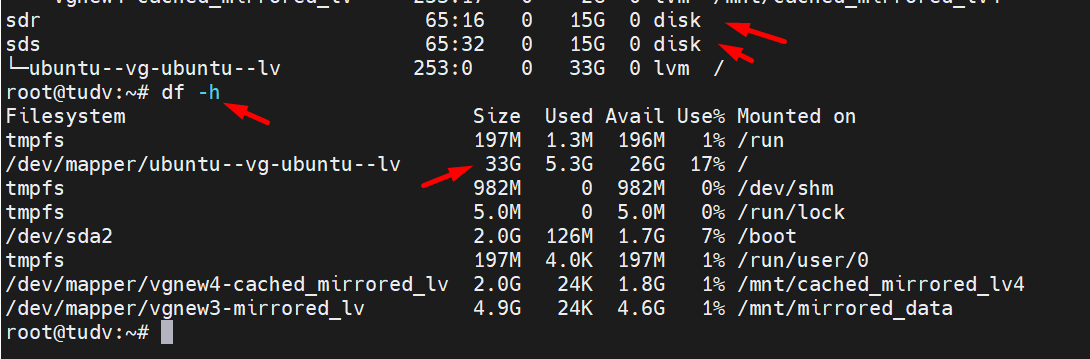 sdr 65:16 0 15G 0 disk
sds 65:32 0 15G 0 disk
└─ubuntu--vg-ubuntu--lv 253:0 0 33G 0 lvm /
root@tudv:~# df -h
Filesystem Size Used Avail Use% Mounted on
tmpfs 197M 1.3M 196M 1% /run
/dev/mapper/ubuntu--vg-ubuntu--lv 33G 5.3G 26G 17% /
tmpfs 982M 0 982M 0% /dev/shm
tmpfs 5.0M 0 5.0M 0% /run/lock
/dev/sda2 2.0G 126M 1.7G 7% /boot
tmpfs 197M 4.0K 197M 1% /run/user/0
/dev/mapper/vgnew4-cached_mirrored_lv 2.0G 24K 1.8G 1% /mnt/cached_mirrored_lv4
/dev/mapper/vgnew3-mirrored_lv 4.9G 24K 4.6G 1% /mnt/mirrored_data
root@tudv:~#